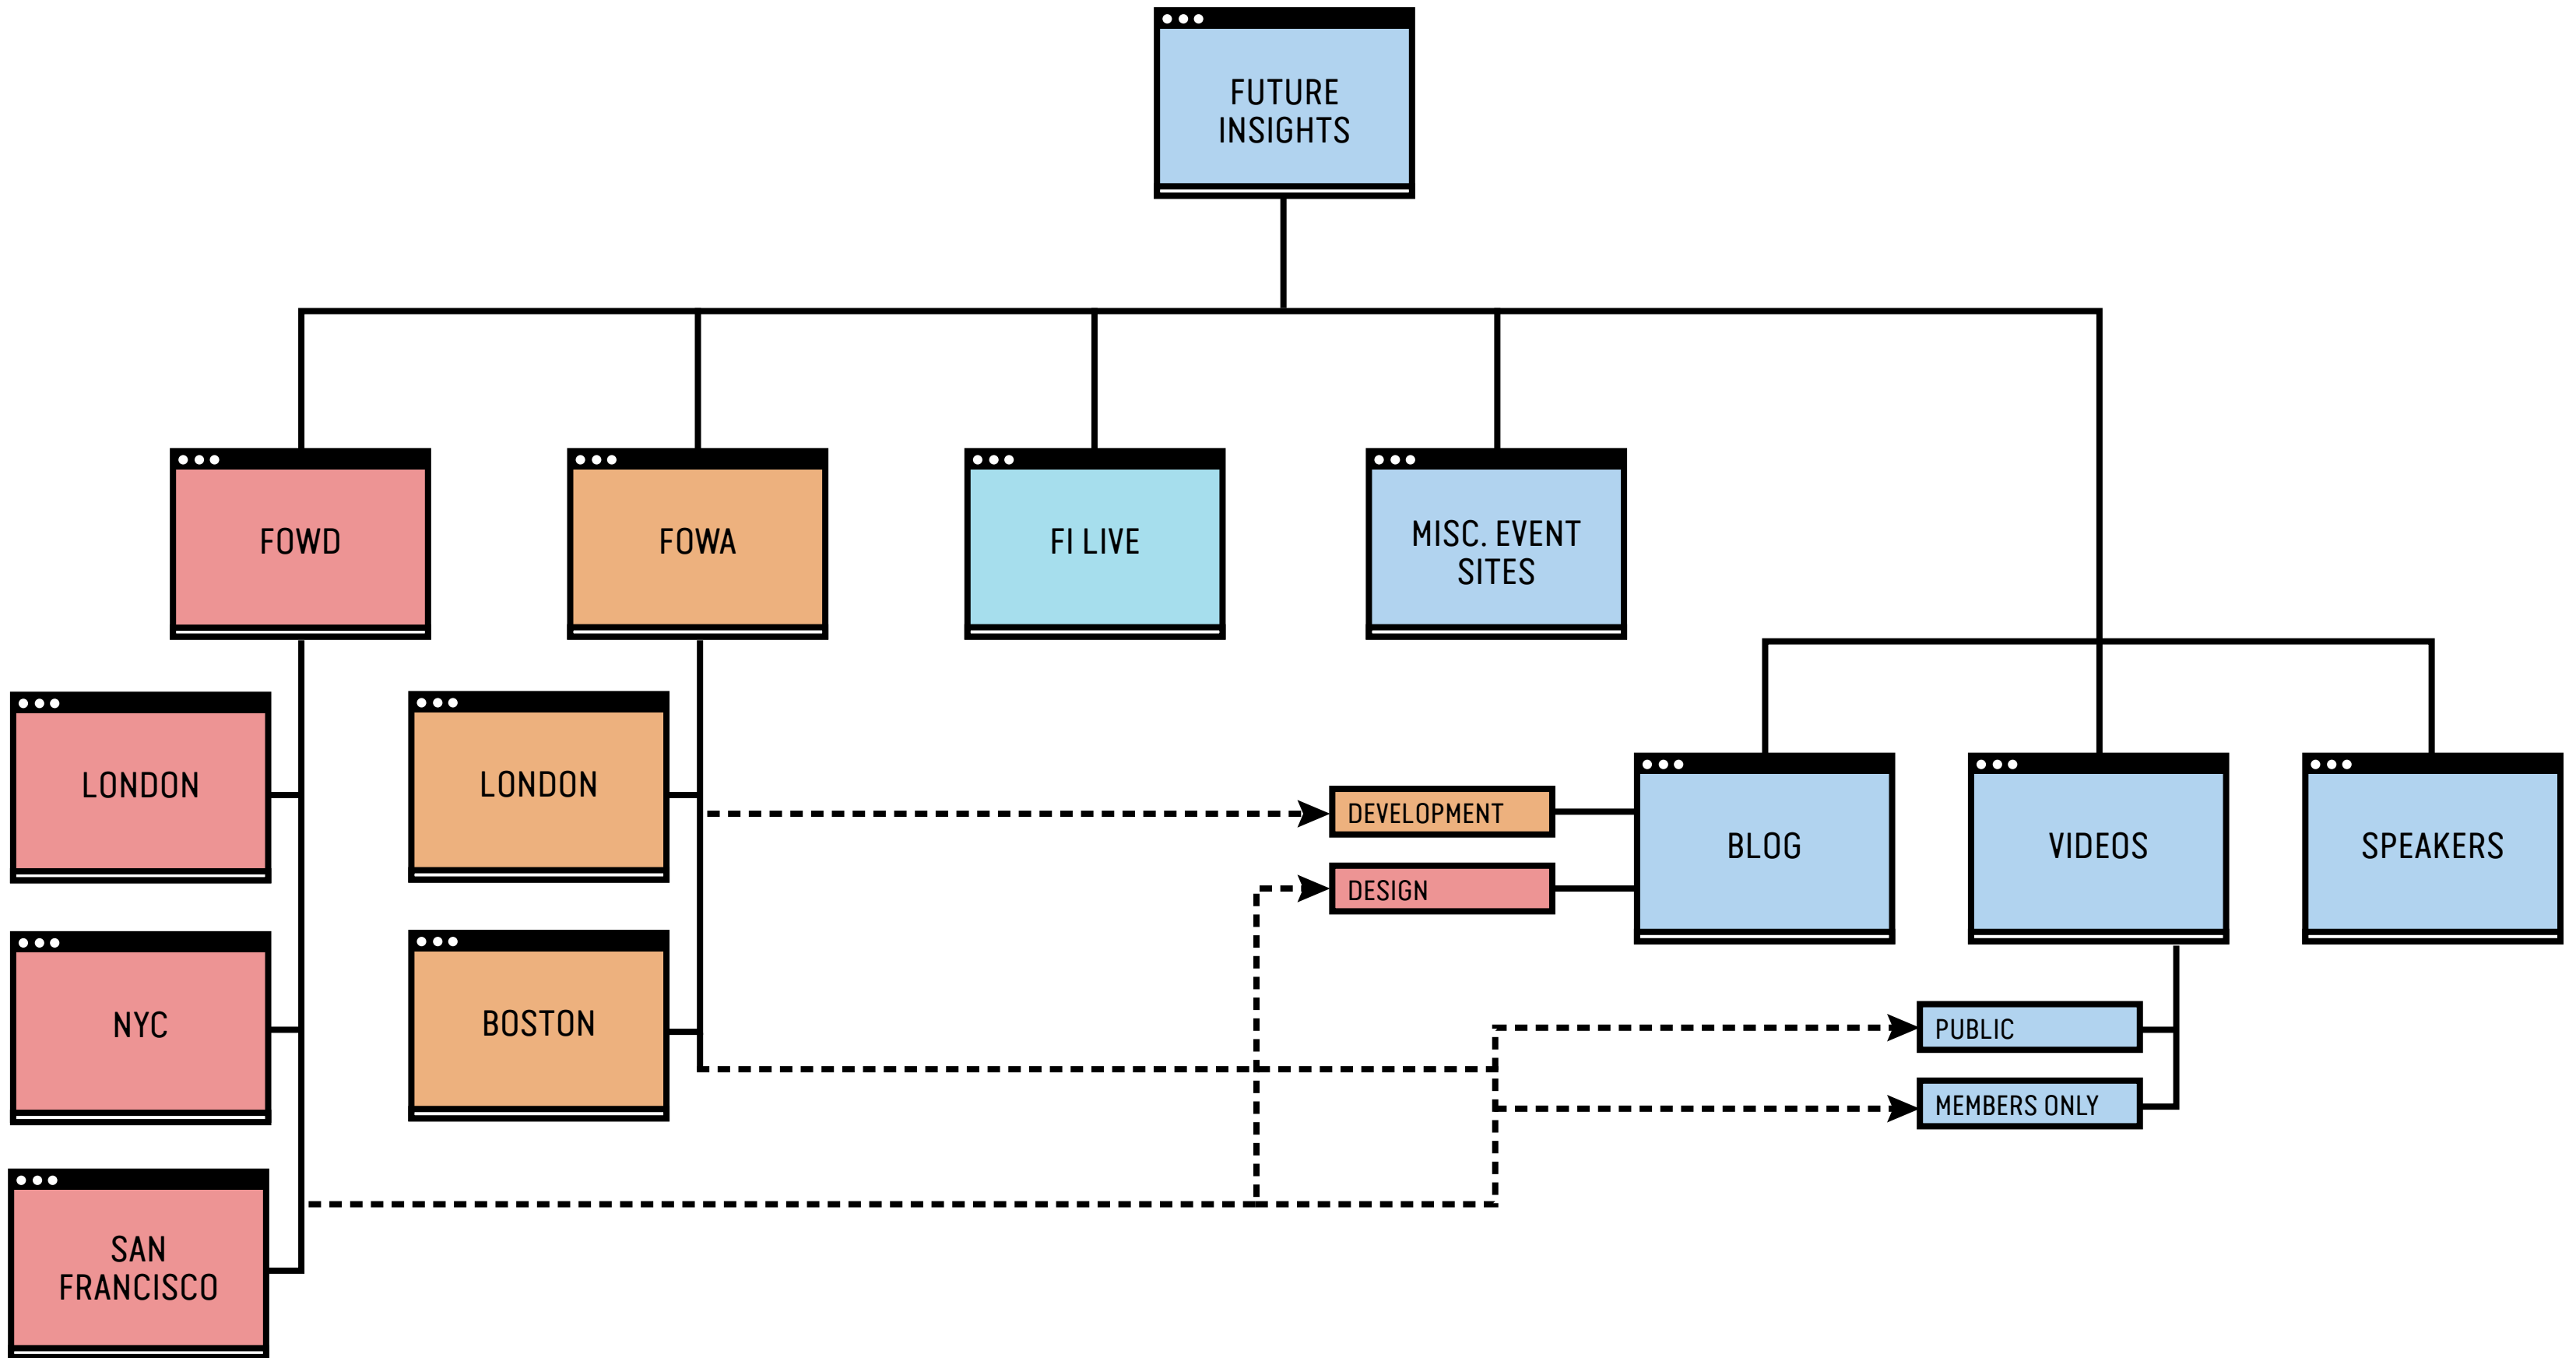 FUTURE
INSIGHTS
FOWD
FOWA
FI LIVE
MISC. EVENT
SITES
LONDON
LONDON
DEVELOPMENT
DESIGN
BLOG
VIDEOS
SPEAKERS
NYC
BOSTON
PUBLIC
MEMBERS ONLY
SAN
FRANCISCO